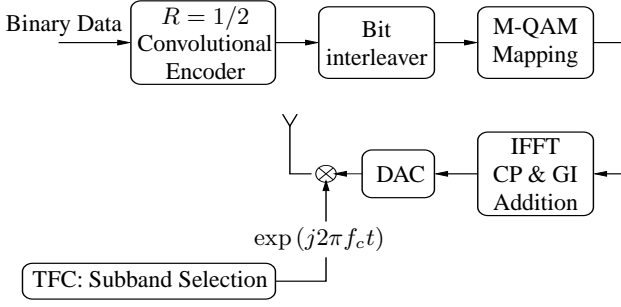 Binary Data
R = 1/2
Convolutional
Encoder
Bit
interleaver
M-QAM
Mapping
DAC
IFFT
CP & GI
Addition
exp (j2πf_c t)
TFC: Subband Selection